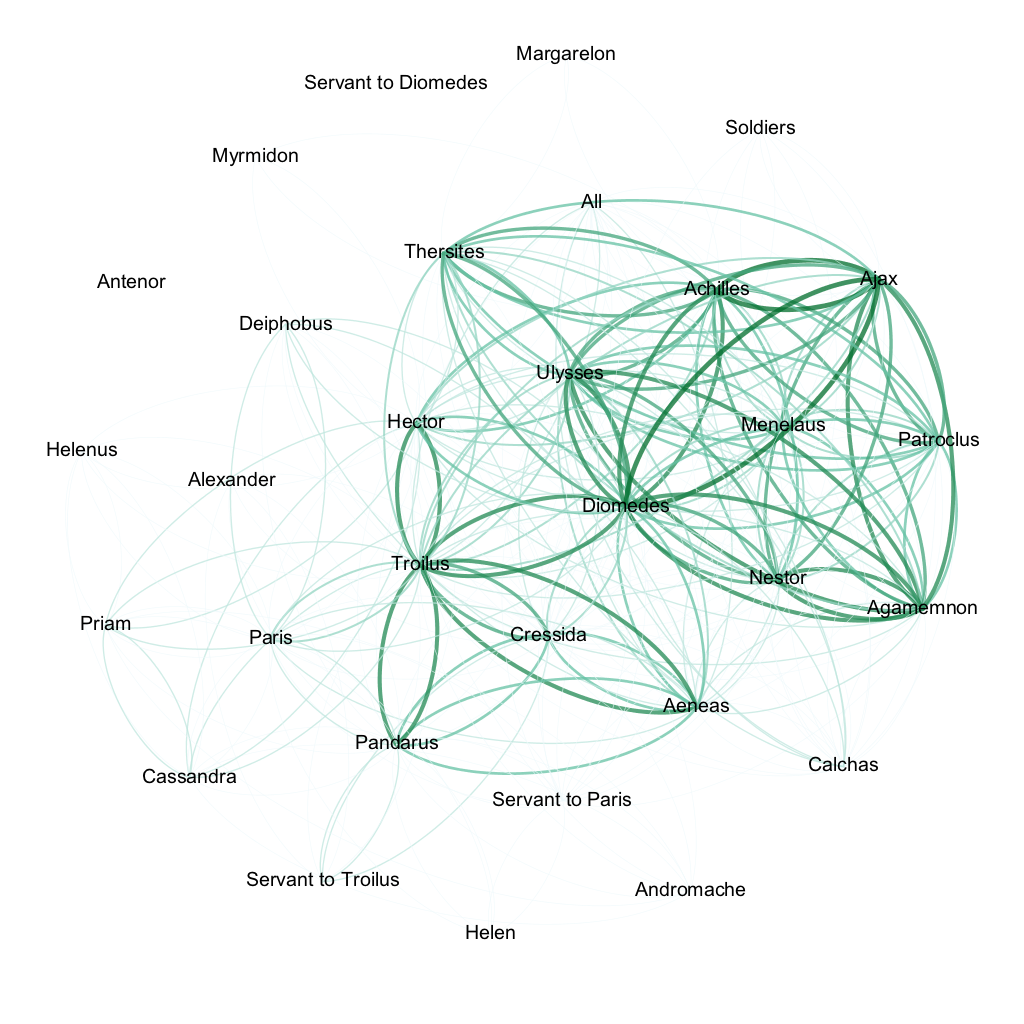 Margarelon
Servant to Diomedes
Soldiers
Myrmidon
All
Thersites
Antenor
Ajax
Achilles
Deiphobus
Ulysses
Hector
Menelaus
Patroclus
Helenus
Alexander
Diomedes
Troilus
Nestor
Agamemnon
Priam
Paris
Cressida
Aeneas
Pandarus
Calchas
Cassandra
Servant to Paris
Servant to Troilus
Andromache
Helen